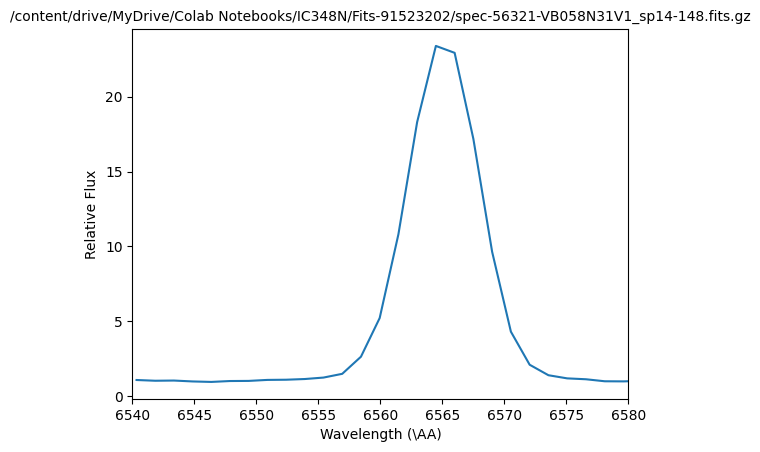 /content/drive/MyDrive/Colab Notebooks/IC348N/Fits-91523202/spec-56321-VB058N31V1_sp14-148.fits.gz
20
15
10
5
0
Relative Flux
6540 6545 6550 6555 6560 6565 6570 6575 6580
Wavelength (\AA)